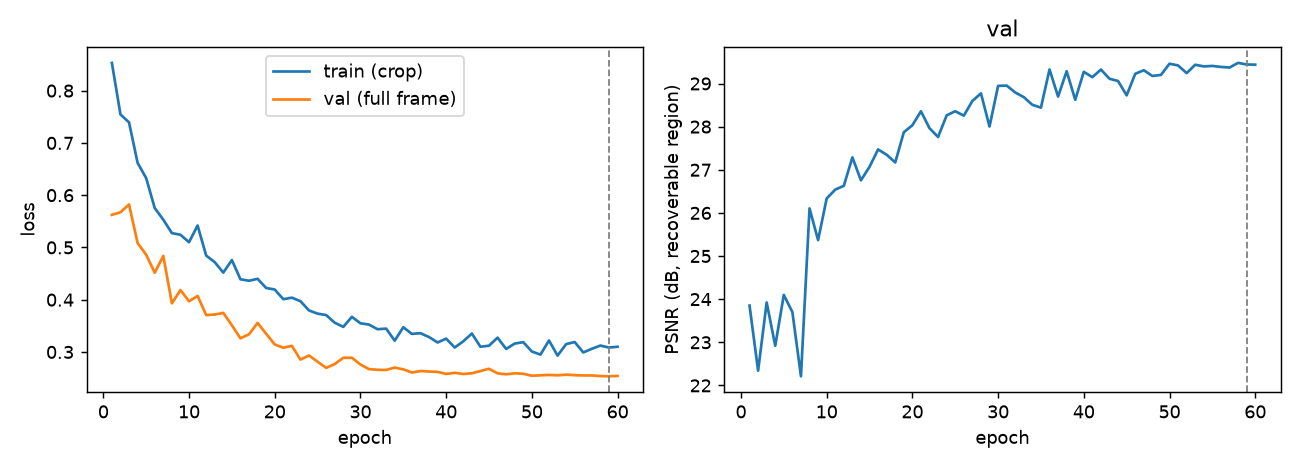 loss
0.8
0.7
0.6
0.5
0.4
0.3
train (crop)
val (full frame)
0 10 20 30 40 50 60
epoch
val
PSNR (dB, recoverable region)
29
28
27
26
25
24
23
22
0 10 20 30 40 50 60
epoch